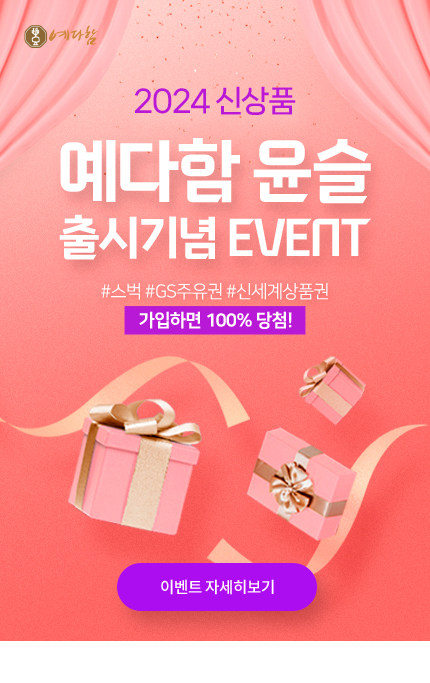 예다함
2024 신상품
예다함 윤슬
출시기념 EVENT
#스벅 #GS주유권 #신세계상품권
가입하면 100% 당첨!
이벤트 자세히보기